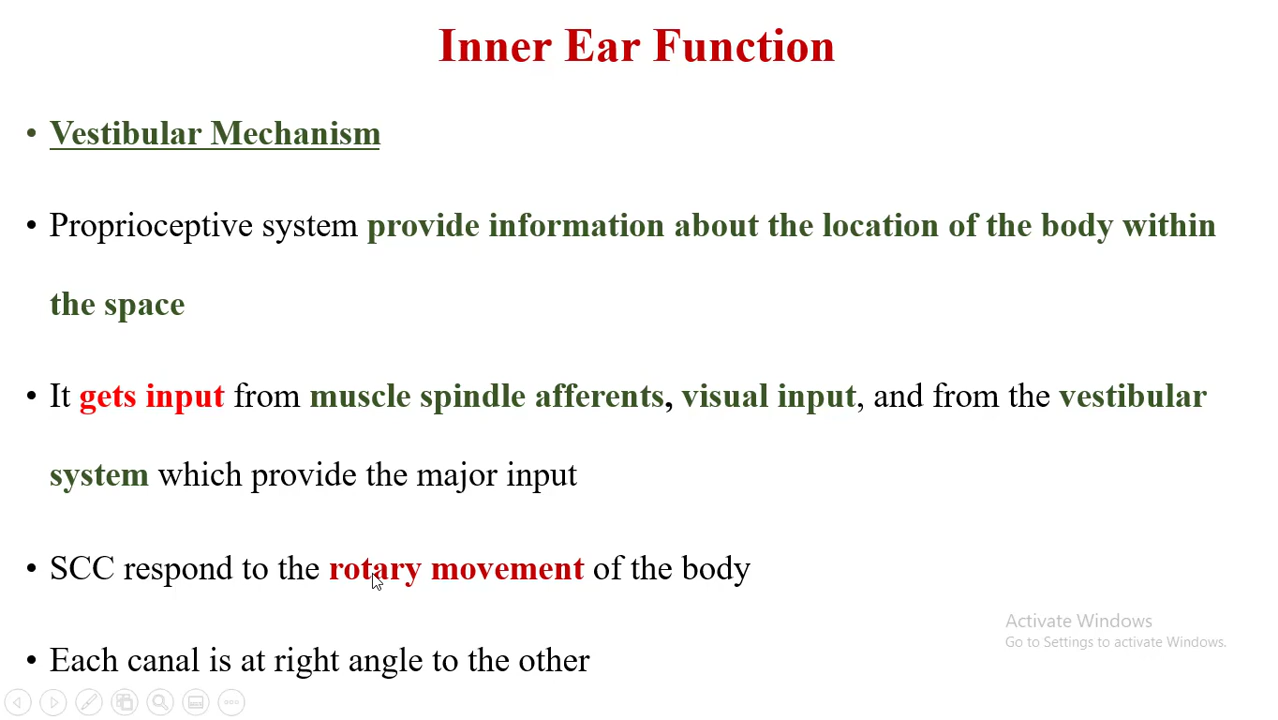 Inner Ear Function
• Vestibular Mechanism
• Proprioceptive system provide information about the location of the body within
the space
• It gets input from muscle spindle afferents, visual input, and from the vestibular
system which provide the major input
• SCC respond to the rotary movement of the body
Activate Windows
Go to Settings to activate Windows.
• Each canal is at right angle to the other